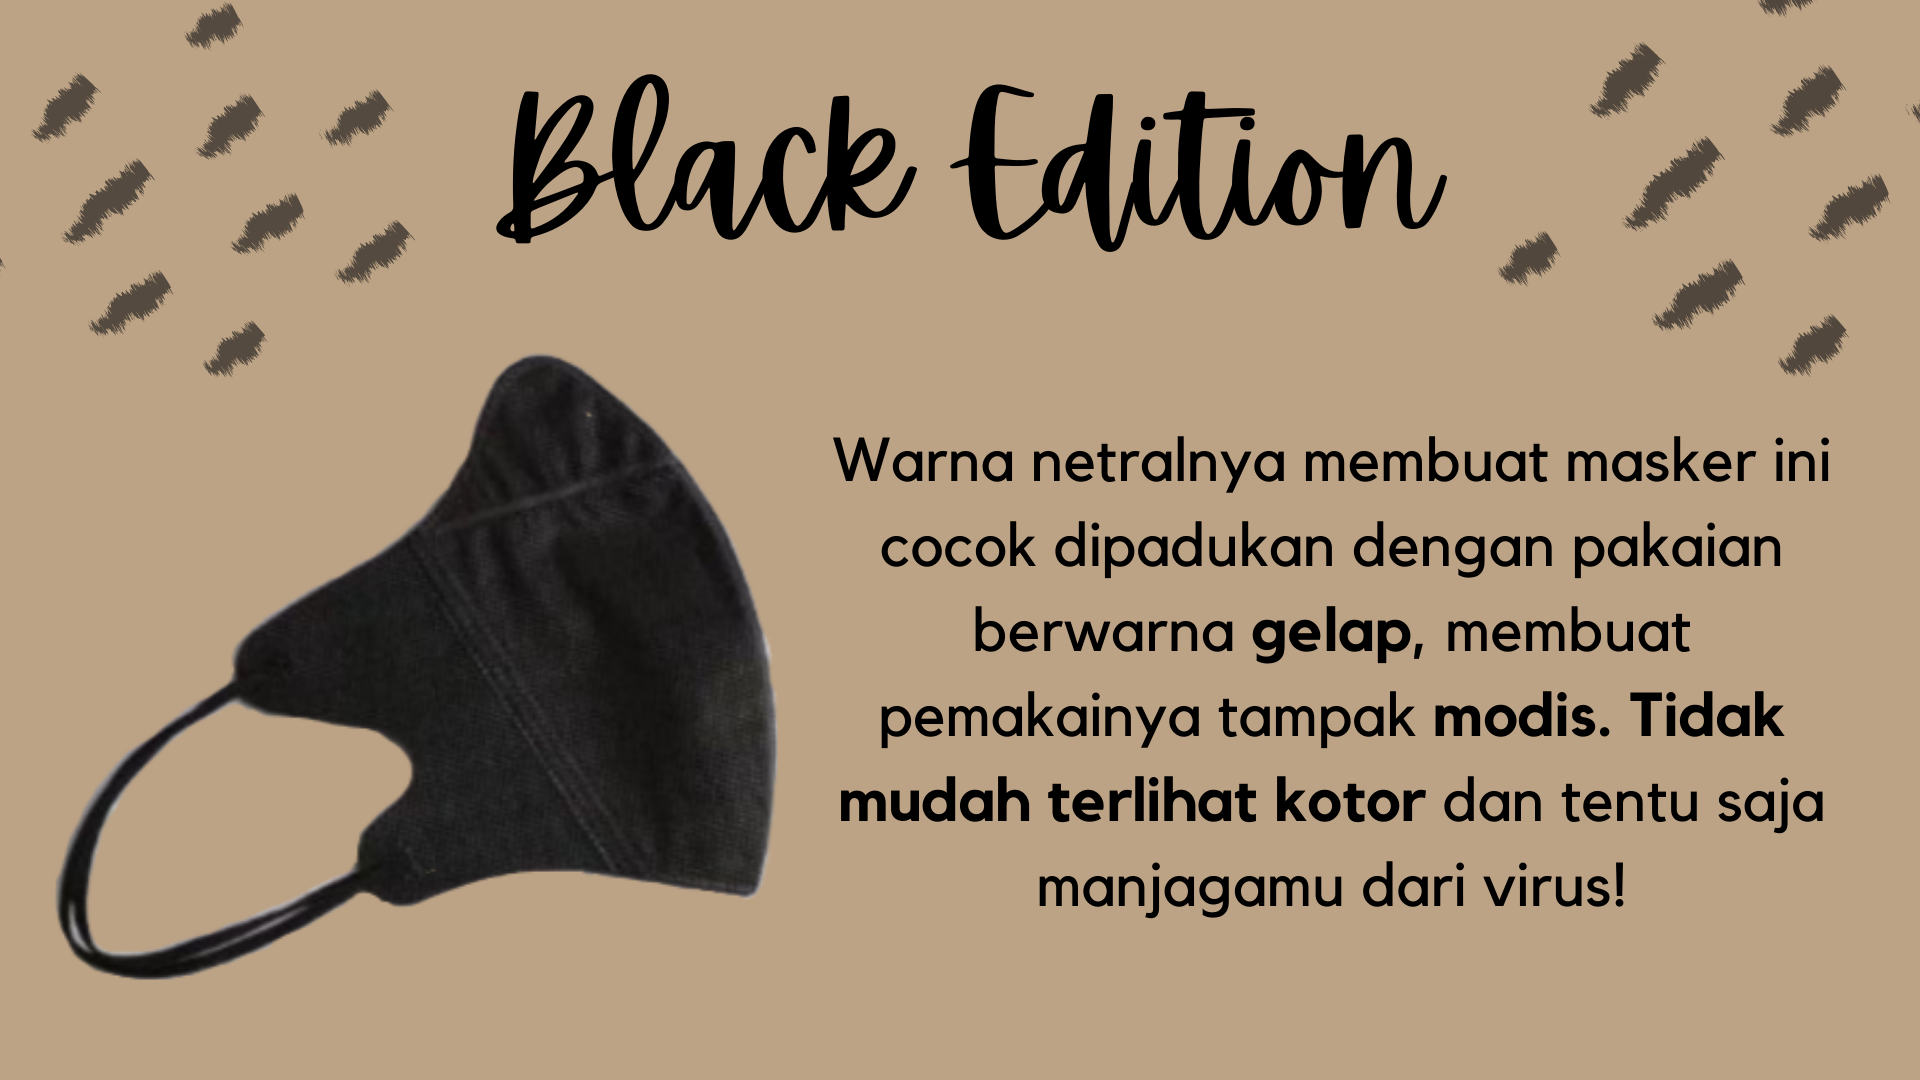 Black Edition
Warna netralnya membuat masker ini
cocok dipadukan dengan pakaian
berwarna gelap, membuat
pemakainya tampak modis. Tidak
mudah terlihat kotor dan tentu saja
manjagamu dari virus!